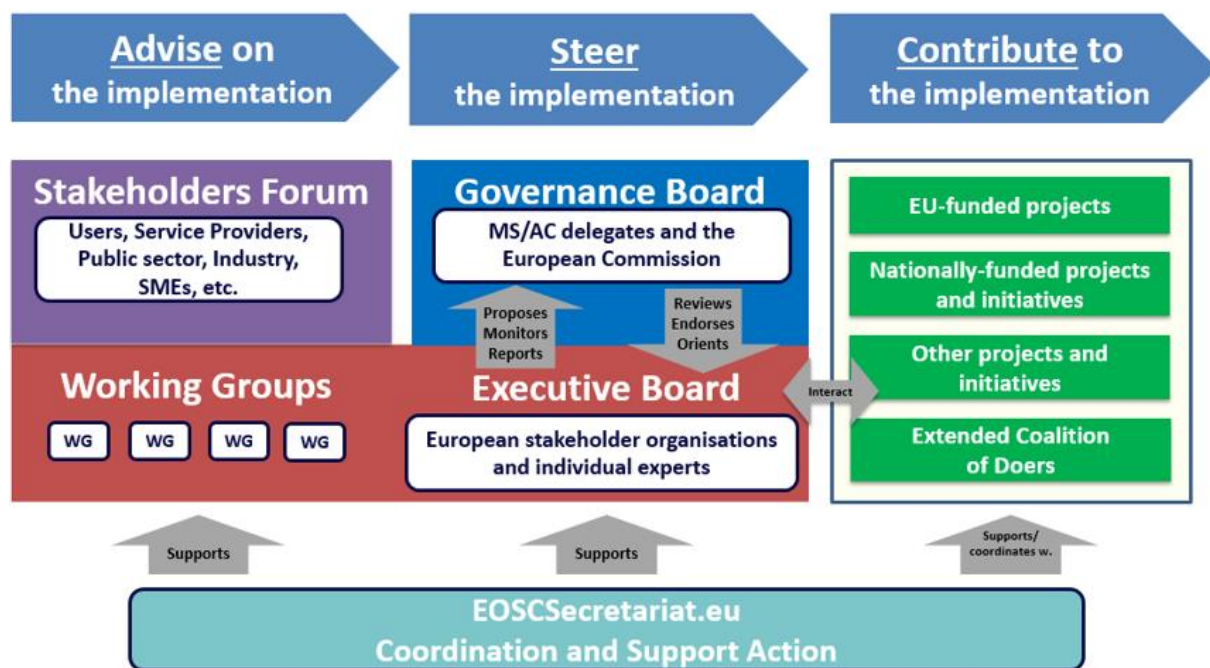 Advise on
the implementation
Steer
the implementation
Contribute to
the implementation
Stakeholders Forum
Users, Service Providers,
Public sector, Industry,
SMEs, etc.
Governance Board
MS/AC delegates and the
European Commission
Proposes
Monitors
Reports
Reviews
Endorses
Orients
Working Groups
WG
WG
WG
WG
Executive Board
European stakeholder organisations
and individual experts
Interact
EU-funded projects
Nationally-funded projects
and initiatives
Other projects and
initiatives
Extended Coalition
of Doers
Supports
Supports
Supports/
coordinates w.
EOSCSecretariat.eu
Coordination and Support Action